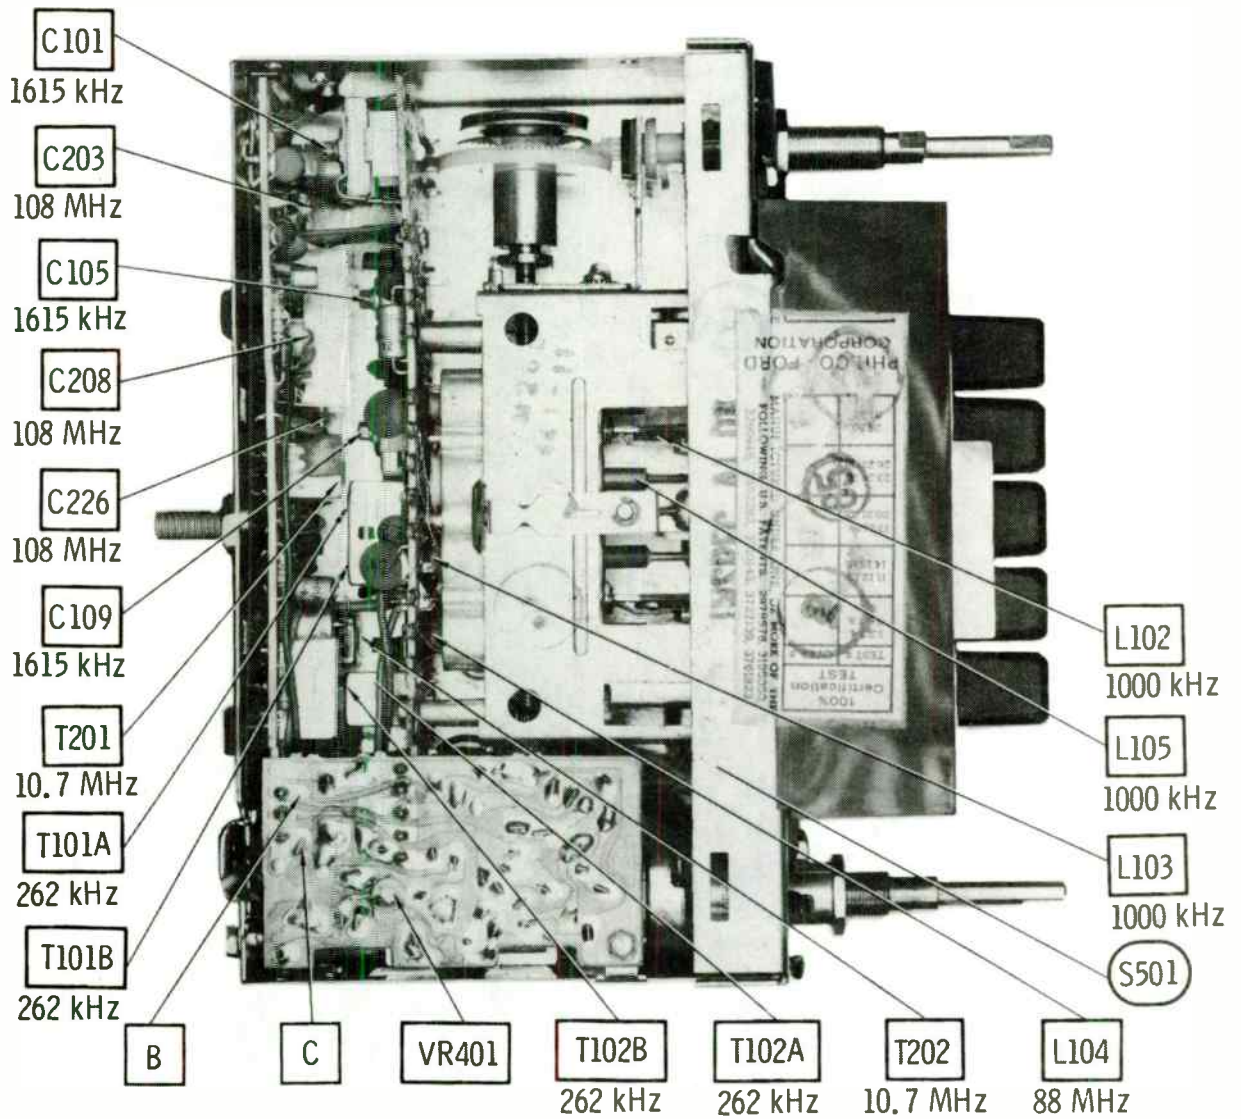 C101
1615 kHz
C203
108 MHz
C105
1615 kHz
C208
108 MHz
C226
108 MHz
C109
1615 kHz
T201
10.7 MHz
T101A
262 kHz
T101B
262 kHz
B
C
VR401
T102B
262 kHz
T102A
262 kHz
T202
10.7 MHz
L104
88 MHz
S501
L103
1000 kHz
L105
1000 kHz
L102
1000 kHz
PHILCO-FORD
CORPORATION
100%
Certification
TEST